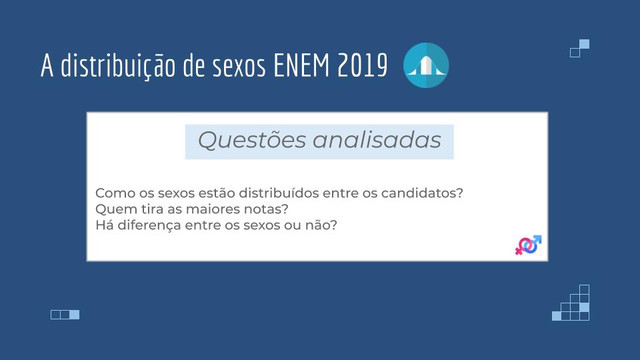 A distribuição de sexos ENEM 2019
Questões analisadas
Como os sexos estão distribuídos entre os candidatos?
Quem tira as maiores notas?
Há diferença entre os sexos ou não?